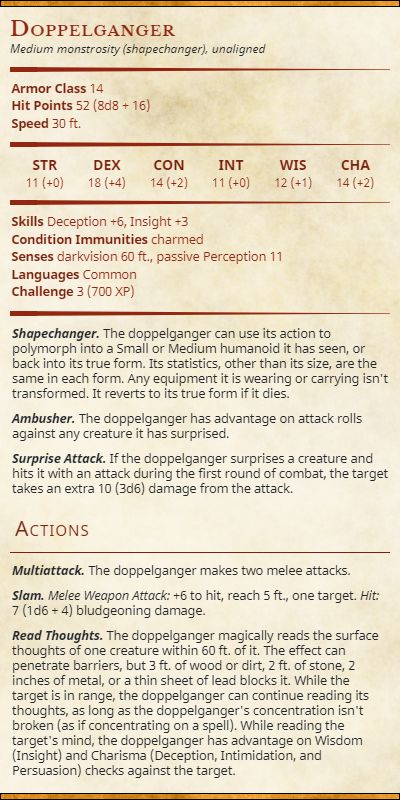 Doppelganger
Medium monstrosity (shapechanger), unaligned
Armor Class 14
Hit Points 52 (8d8 + 16)
Speed 30 ft.
STR DEX CON INT WIS CHA
11 (+0) 18 (+4) 14 (+2) 11 (+0) 12 (+1) 14 (+2)
Skills Deception +6, Insight +3
Condition Immunities charmed
Senses darkvision 60 ft., passive Perception 11
Languages Common
Challenge 3 (700 XP)
Shapechanger. The doppelganger can use its action to
polymorph into a Small or Medium humanoid it has seen, or
back into its true form. Its statistics, other than its size, are the
same in each form. Any equipment it is wearing or carrying isn't
transformed. It reverts to its true form if it dies.
Ambusher. The doppelganger has advantage on attack rolls
against any creature it has surprised.
Surprise Attack. If the doppelganger surprises a creature and
hits it with an attack during the first round of combat, the target
takes an extra 10 (3d6) damage from the attack.
Actions
Multiattack. The doppelganger makes two melee attacks.
Slam. Melee Weapon Attack: +6 to hit, reach 5 ft., one target. Hit:
7 (1d6 + 4) bludgeoning damage.
Read Thoughts. The doppelganger magically reads the surface
thoughts of one creature within 60 ft. of it. The effect can
penetrate barriers, but 3 ft. of wood or dirt, 2 ft. of stone, 2
inches of metal, or a thin sheet of lead blocks it. While the
target is in range, the doppelganger can continue reading its
thoughts, as long as the doppelganger's concentration isn't
broken (as if concentrating on a spell). While reading the
target's mind, the doppelganger has advantage on Wisdom
(Insight) and Charisma (Deception, Intimidation, and
Persuasion) checks against the target.